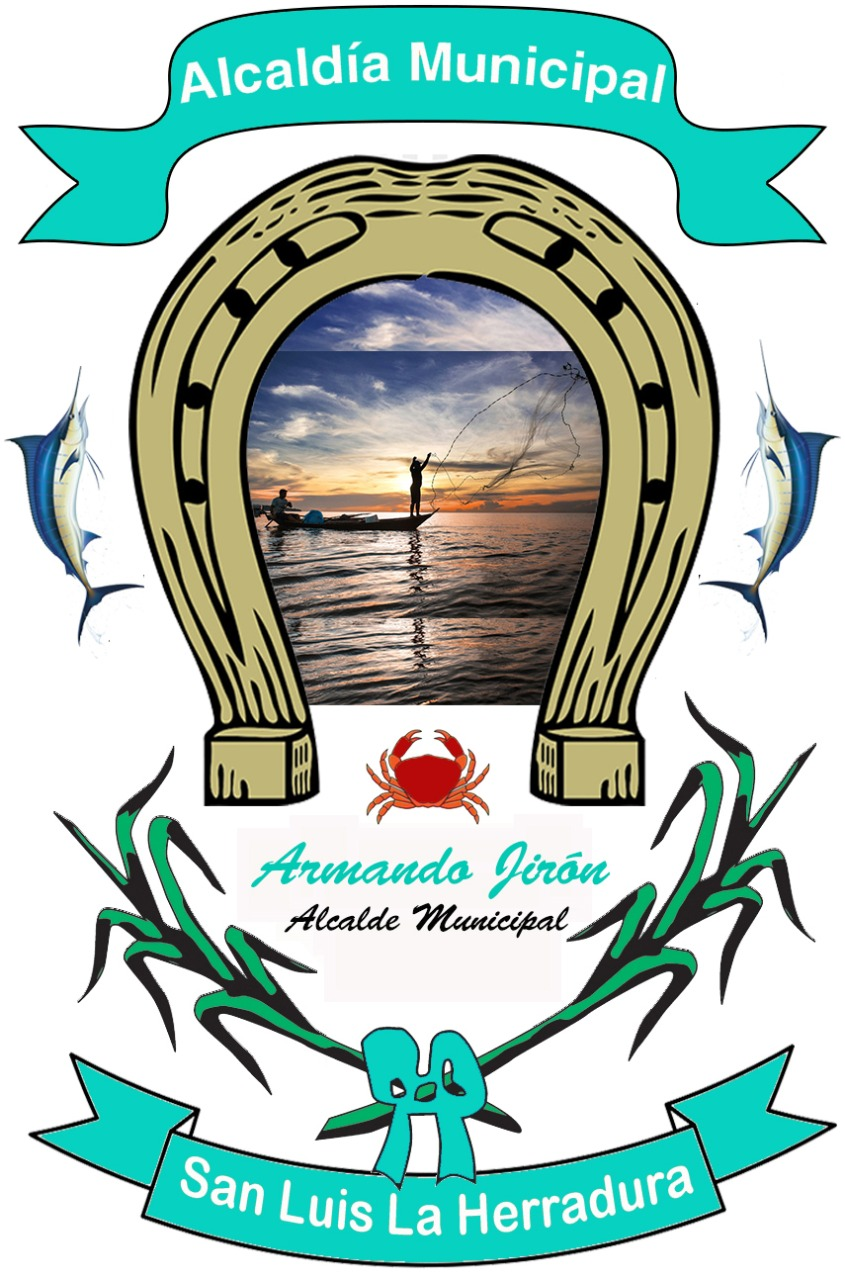 Alcaldía Municipal
Armando Jirón
Alcalde Municipal
San Luis La Herradura